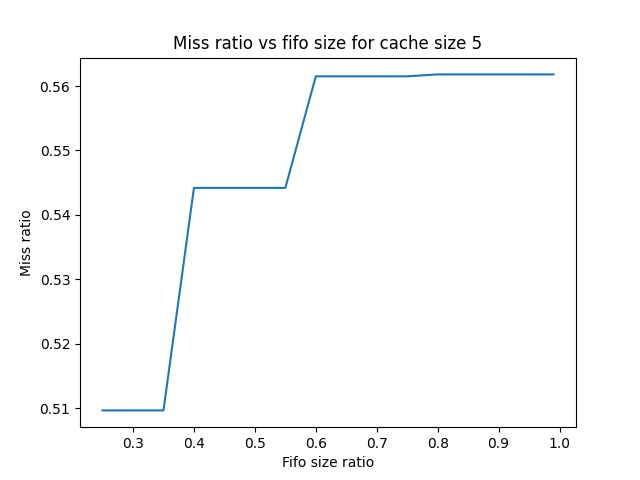 Miss ratio vs fifo size for cache size 5
Miss ratio
0.56
0.55
0.54
0.53
0.52
0.51
0.3 0.4 0.5 0.6 0.7 0.8 0.9 1.0
Fifo size ratio